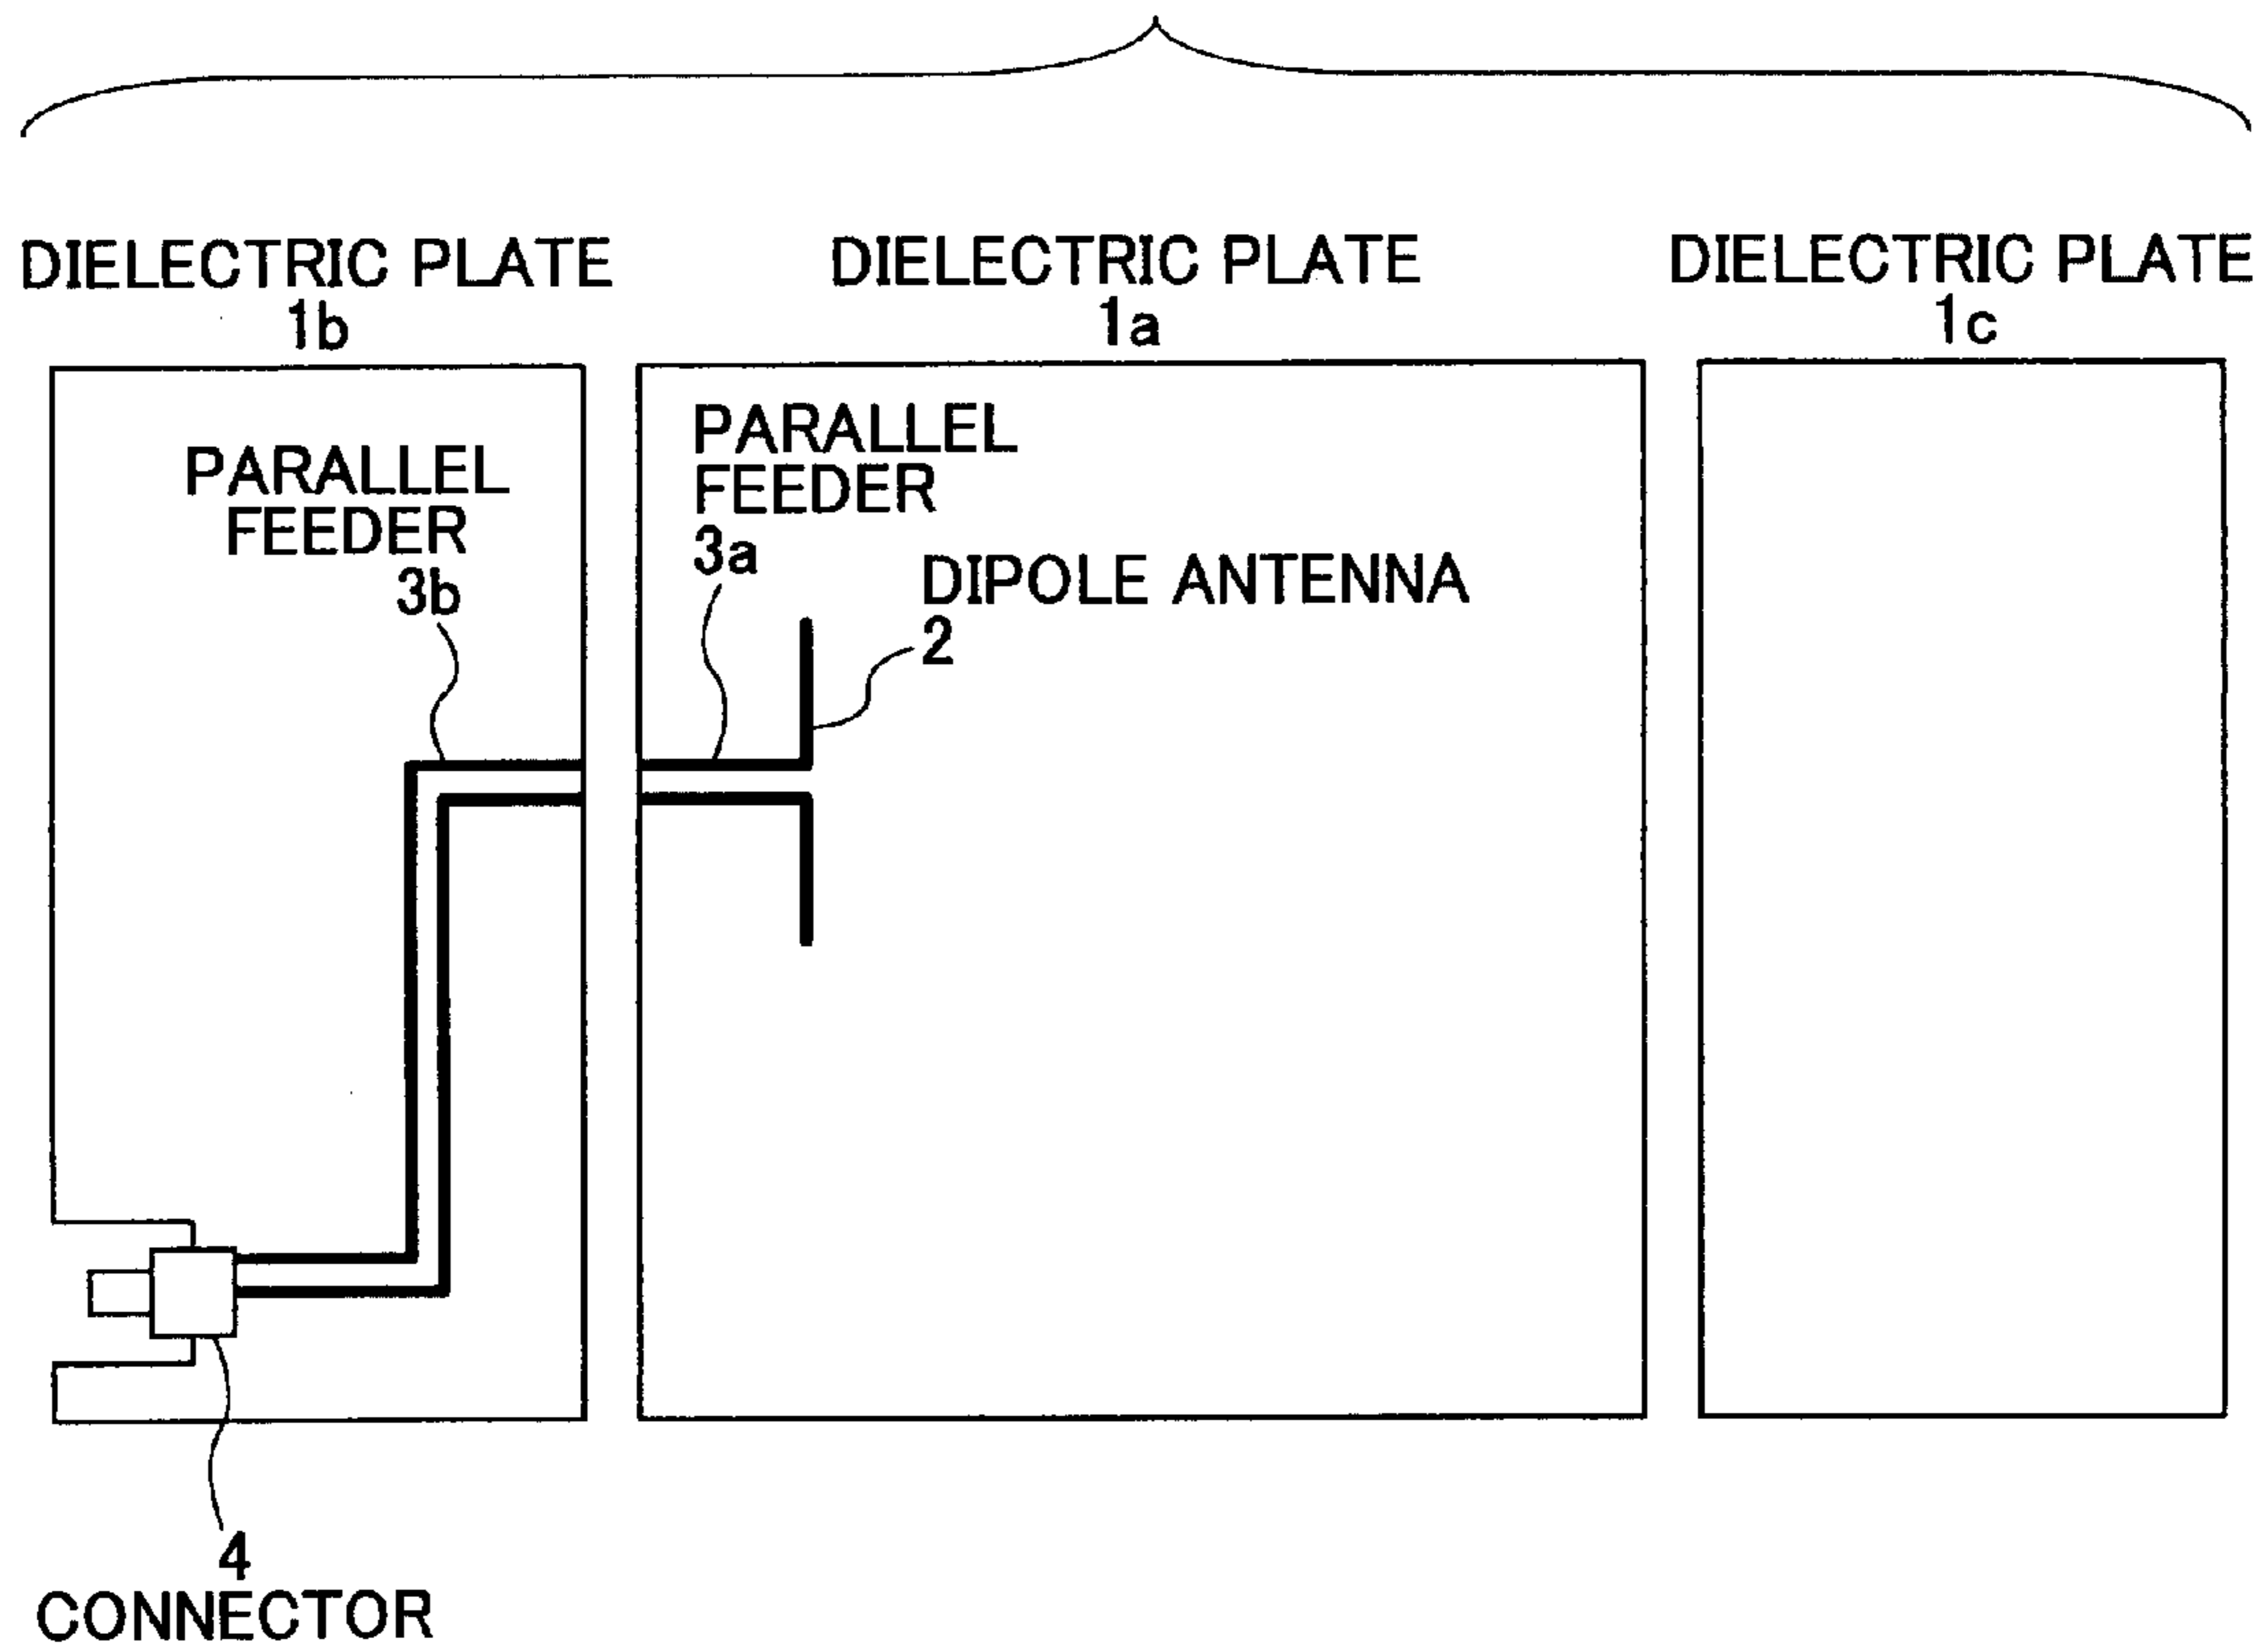 DIELECTRIC PLATE
1b
DIELECTRIC PLATE
1a
DIELECTRIC PLATE
1c
PARALLEL
FEEDER
3b
PARALLEL
FEEDER
3a
DIPOLE ANTENNA
2
4
CONNECTOR